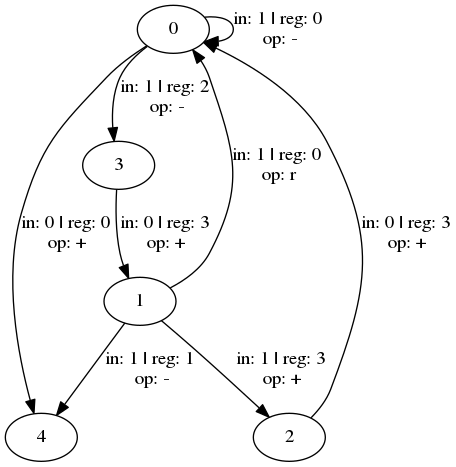 0
in: 1 | reg: 0
op: -
in: 1 | reg: 2
op: -
3
in: 1 | reg: 0
op: r
in: 0 | reg: 0
op: +
in: 0 | reg: 3
op: +
in: 0 | reg: 3
op: +
1
in: 1 | reg: 1
op: -
in: 1 | reg: 3
op: +
4
2